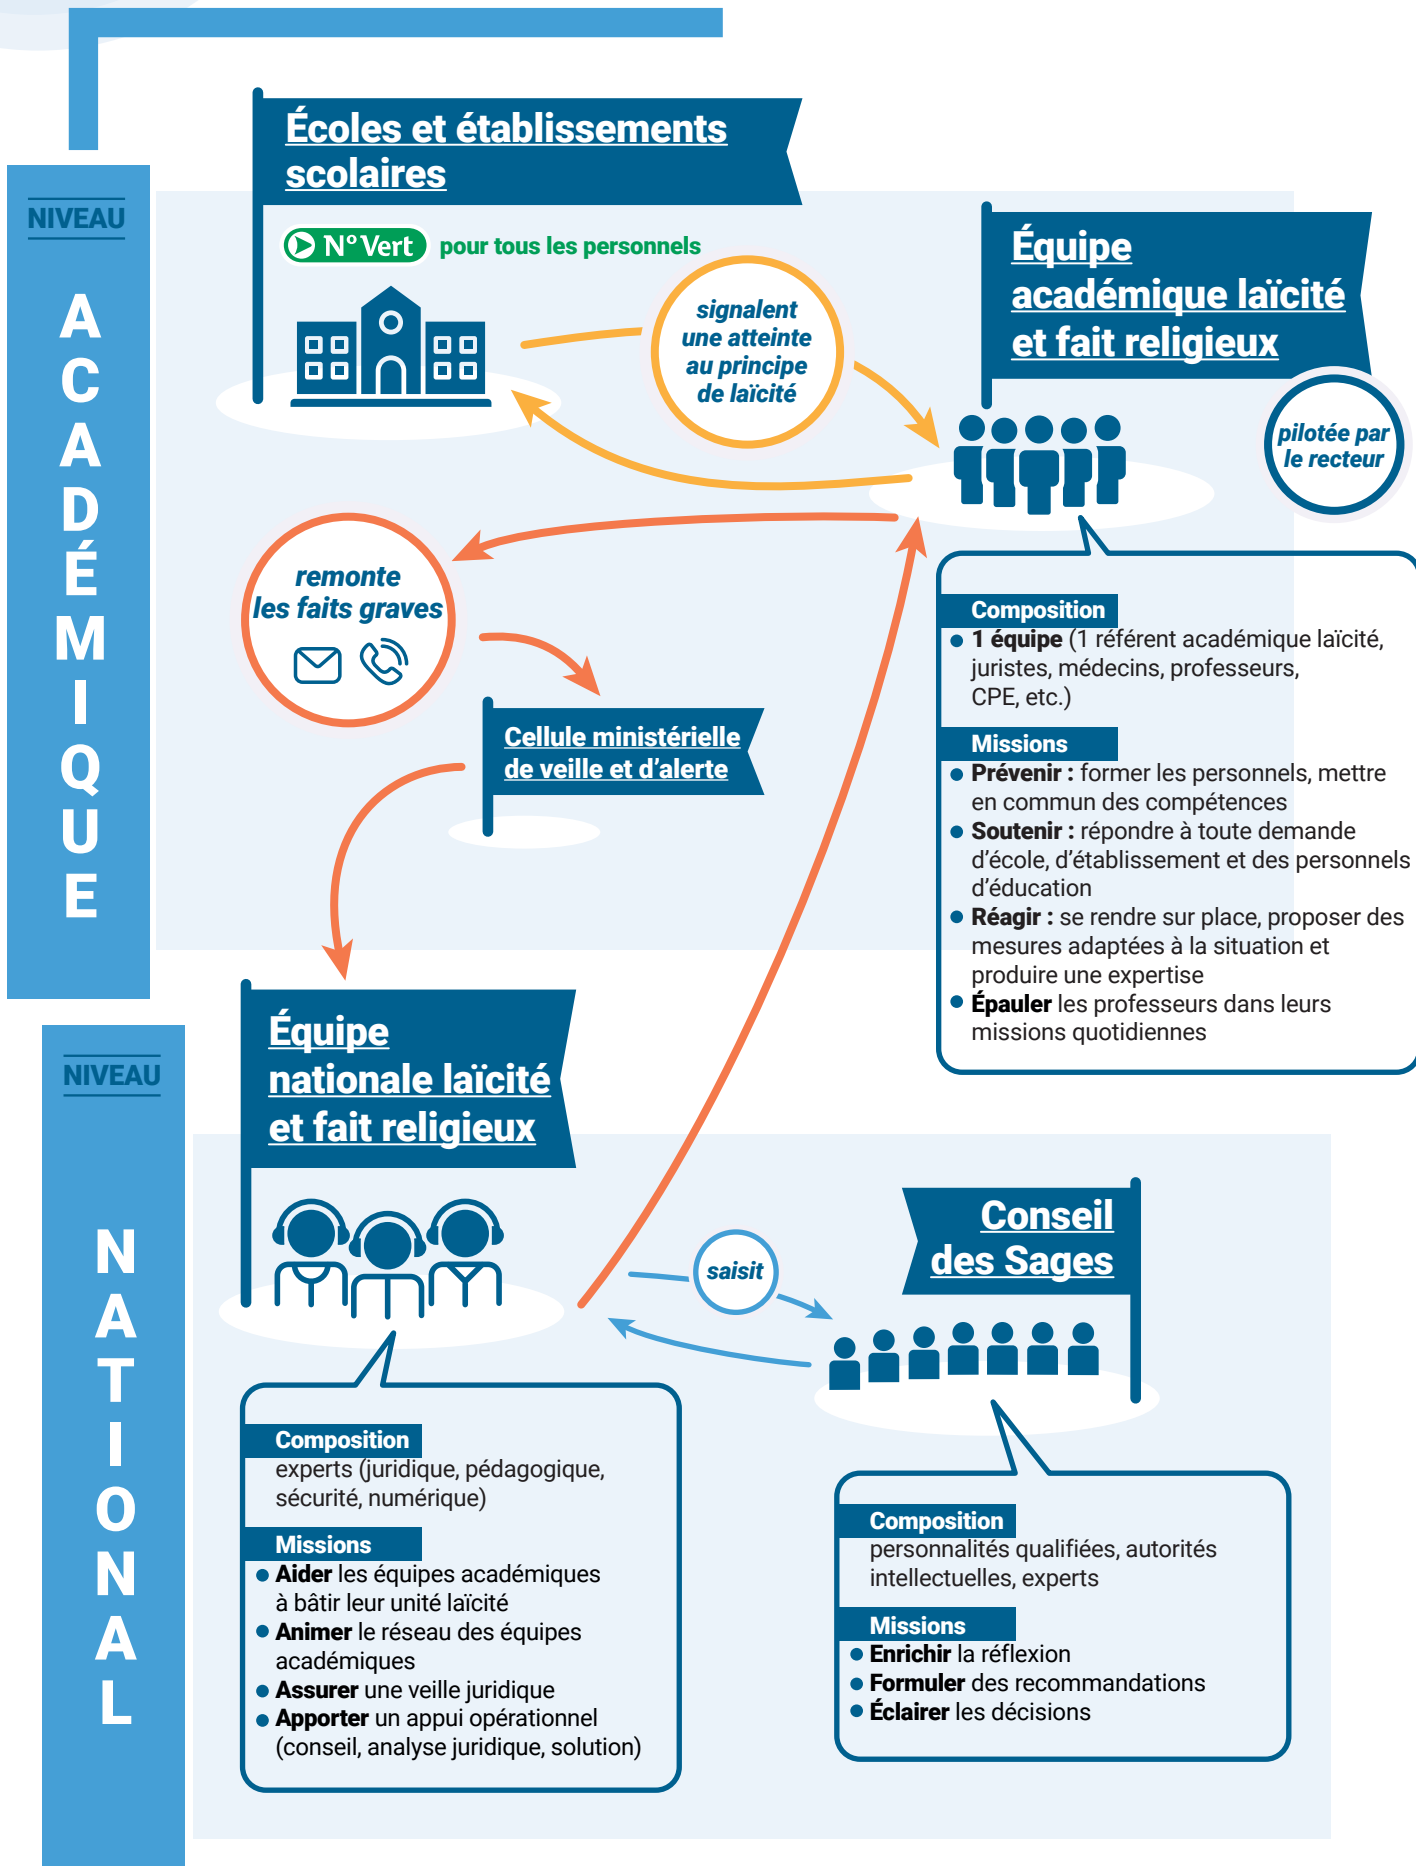 NIVEAU
ACADÉMIQUE
Écoles et établissements
scolaires
N° Vert pour tous les personnels
signalent
une atteinte
au principe
de laïcité
Équipe
académique laïcité
et fait religieux
pilotée par
le recteur
remonte
les faits graves
Cellule ministérielle
de veille et d’alerte
Composition
1 équipe (1 référent académique laïcité,
juristes, médecins, professeurs,
CPE, etc.)
Missions
Prévenir : former les personnels, mettre
en commun des compétences
Soutenir : répondre à toute demande
d’école, d’établissement et des personnels
d’éducation
Réagir : se rendre sur place, proposer des
mesures adaptées à la situation et
produire une expertise
Épauler les professeurs dans leurs
missions quotidiennes
NIVEAU
NATIONAL
Équipe
nationale laïcité
et fait religieux
saisit
Conseil
des Sages
Composition
experts (juridique, pédagogique,
sécurité, numérique)
Missions
Aider les équipes académiques
à bâtir leur unité laïcité
Animer le réseau des équipes
académiques
Assurer une veille juridique
Apporter un appui opérationnel
(conseil, analyse juridique, solution)
Composition
personnalités qualifiées, autorités
intellectuelles, experts
Missions
Enrichir la réflexion
Formuler des recommandations
Éclairer les décisions